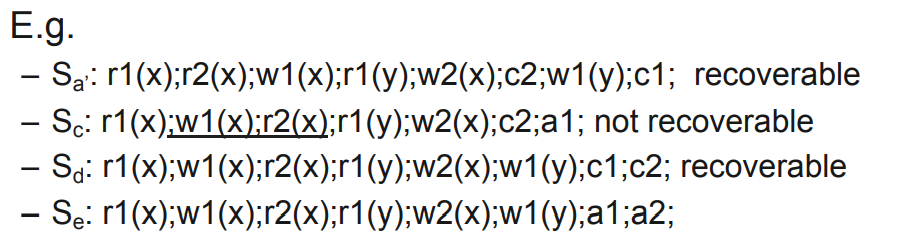 E.g.
– Sa’: r1(x);r2(x);w1(x);r1(y);w2(x);c2;w1(y);c1; recoverable
– Sc: r1(x);w1(x);r2(x);r1(y);w2(x);c2;a1; not recoverable
– Sd: r1(x);w1(x);r2(x);r1(y);w2(x);w1(y);c1;c2; recoverable
– Se: r1(x);w1(x);r2(x);r1(y);w2(x);w1(y);a1;a2;